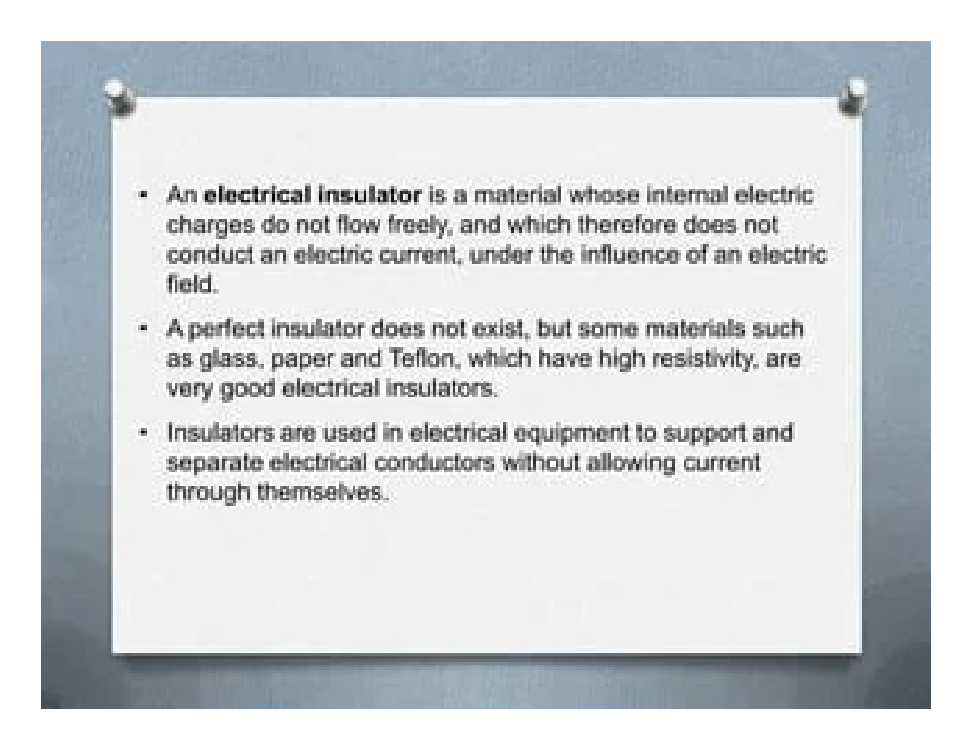 • An electrical insulator is a material whose internal electric
charges do not flow freely, and which therefore does not
conduct an electric current, under the influence of an electric
field.
• A perfect insulator does not exist, but some materials such
as glass, paper and Teflon, which have high resistivity, are
very good electrical insulators.
• Insulators are used in electrical equipment to support and
separate electrical conductors without allowing current
through themselves.